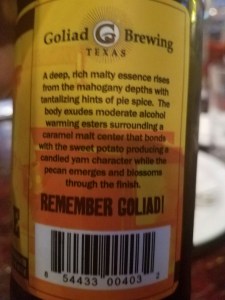 Goliad G Brewing
TEXAS
A deep, rich malty essence rises
from the mahogany depths with
tantalizing hints of pie spice. The
body exudes moderate alcohol
warming esters surrounding a
caramel malt center that bonds
with the sweet potato producing a
candied yam character while the
pecan emerges and blossoms
through the finish.
REMEMBER GOLIAD!
8 54433 00403 2